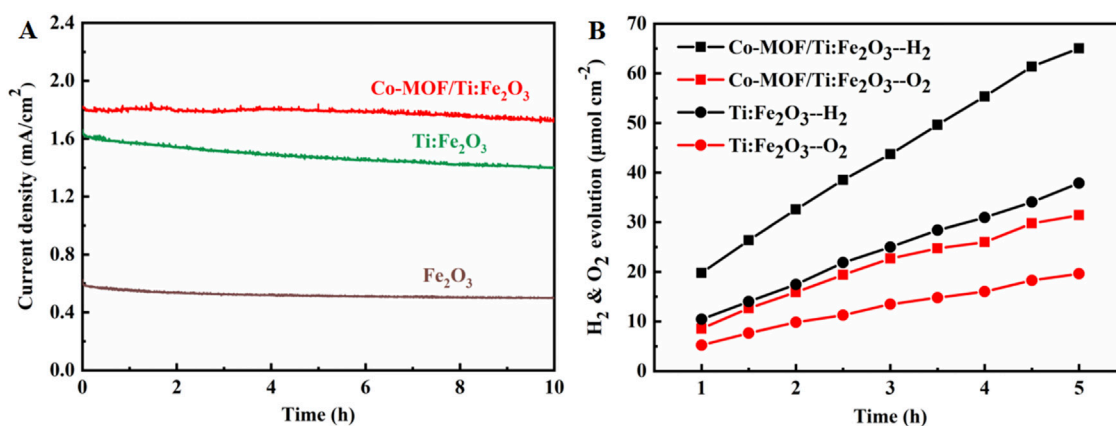 A
Current density (mA/cm²)
2.4
2.0
1.6
1.2
0.8
0.4
0.0
Co-MOF/Ti:Fe₂O₃
Ti:Fe₂O₃
Fe₂O₃
0 2 4 6 8 10
Time (h)
B
H₂ & O₂ evolution (μmol cm⁻²)
70
60
50
40
30
20
10
0
Co-MOF/Ti:Fe₂O₃--H₂
Co-MOF/Ti:Fe₂O₃--O₂
Ti:Fe₂O₃--H₂
Ti:Fe₂O₃--O₂
1 2 3 4 5
Time (h)